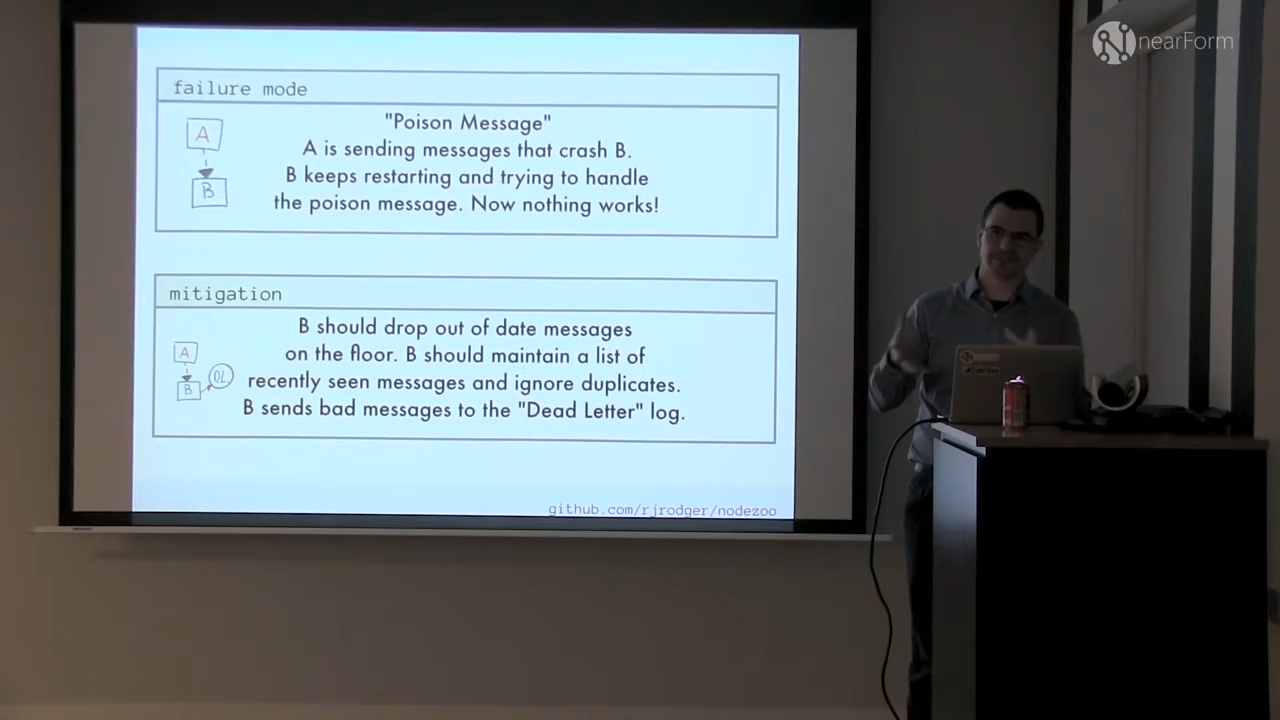 nearForm
failure mode
A
B
"Poison Message"
A is sending messages that crash B.
B keeps restarting and trying to handle
the poison message. Now nothing works!
mitigation
A
B
DL
B should drop out of date messages
on the floor. B should maintain a list of
recently seen messages and ignore duplicates.
B sends bad messages to the "Dead Letter" log.
github.com/rjrodger/nodezoo